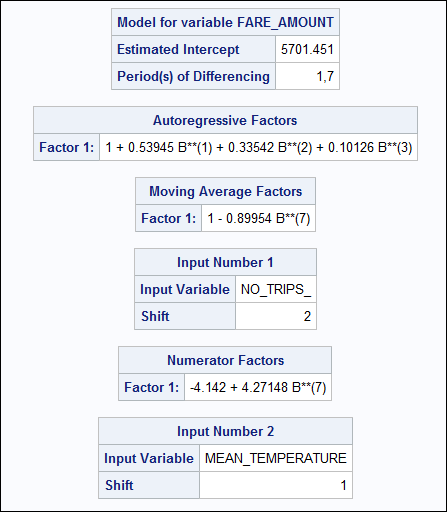 Model for variable FARE_AMOUNT
Estimated Intercept 5701.451
Period(s) of Differencing 1,7
Autoregressive Factors
Factor 1: 1 + 0.53945 B**(1) + 0.33542 B**(2) + 0.10126 B**(3)
Moving Average Factors
Factor 1: 1 - 0.89954 B**(7)
Input Number 1
Input Variable NO_TRIPS_
Shift 2
Numerator Factors
Factor 1: -4.142 + 4.27148 B**(7)
Input Number 2
Input Variable MEAN_TEMPERATURE
Shift 1